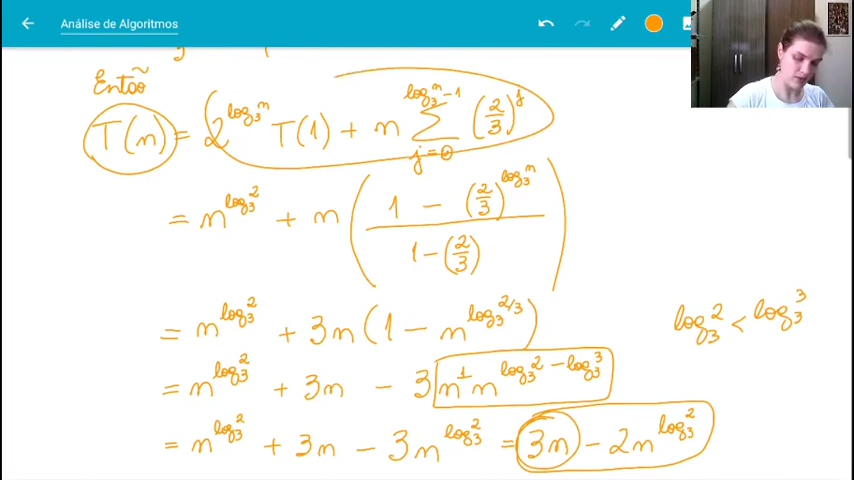 Análise de Algoritmos
Então
T(n) = 2^{log_3 n} T(1) + n ∑_{j=0}^{log_3 n - 1} (2/3)^j
= n^{log_3 2} + n ( (1 - (2/3)^{log_3 n}) / (1 - (2/3)) )
= n^{log_3 2} + 3n (1 - n^{log_3 2/3})
log_3 2 < log_3 3
= n^{log_3 2} + 3n - 3 n^1 n^{log_3 2 - log_3 3}
= n^{log_3 2} + 3n - 3n^{log_3 2} = 3n - 2n^{log_3 2}